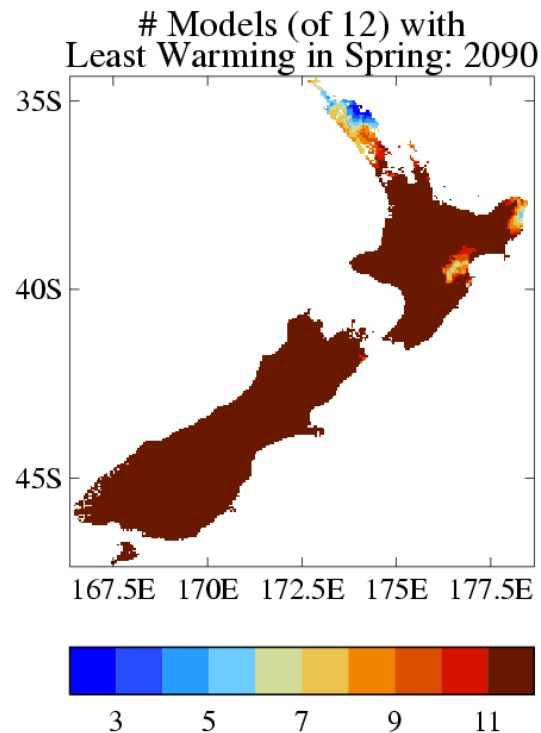 # Models (of 12) with
Least Warming in Spring: 2090
35S
40S
45S
167.5E 170E 172.5E 175E 177.5E
3 5 7 9 11